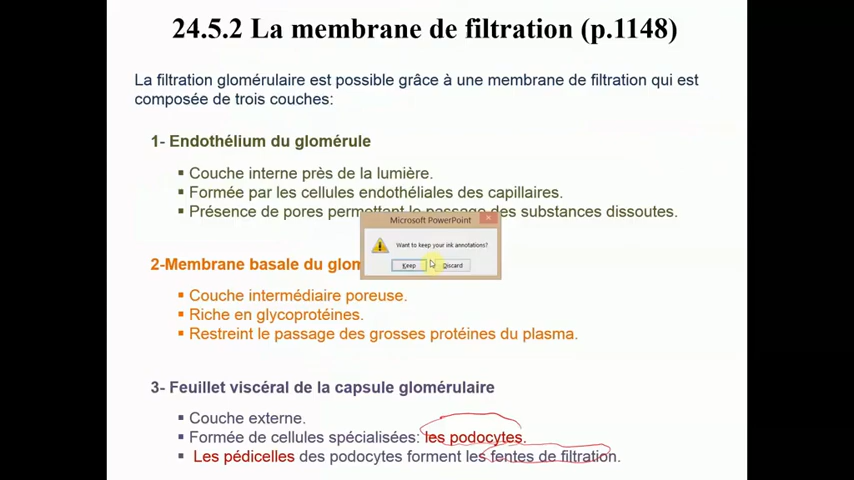 24.5.2 La membrane de filtration (p.1148)
La filtration glomérulaire est possible grâce à une membrane de filtration qui est
composée de trois couches:
1- Endothélium du glomérule
▪ Couche interne près de la lumière.
▪ Formée par les cellules endothéliales des capillaires.
▪ Présence de pores permettant le passage des substances dissoutes.
Microsoft PowerPoint
Want to keep your ink annotations?
Keep Discard
2-Membrane basale du glom
▪ Couche intermédiaire poreuse.
▪ Riche en glycoprotéines.
▪ Restreint le passage des grosses protéines du plasma.
3- Feuillet viscéral de la capsule glomérulaire
▪ Couche externe.
▪ Formée de cellules spécialisées: les podocytes.
▪ Les pédicelles des podocytes forment les fentes de filtration.